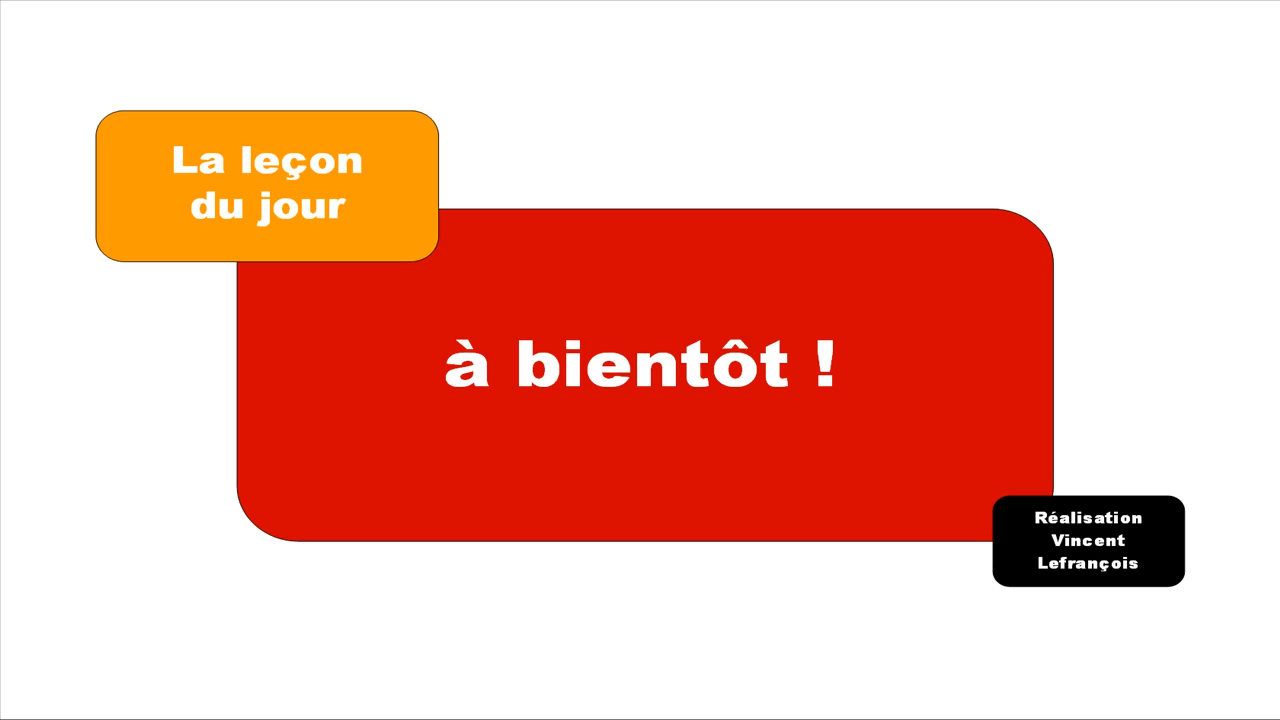 La leçon
du jour
à bientôt !
Réalisation
Vincent
Lefrançois